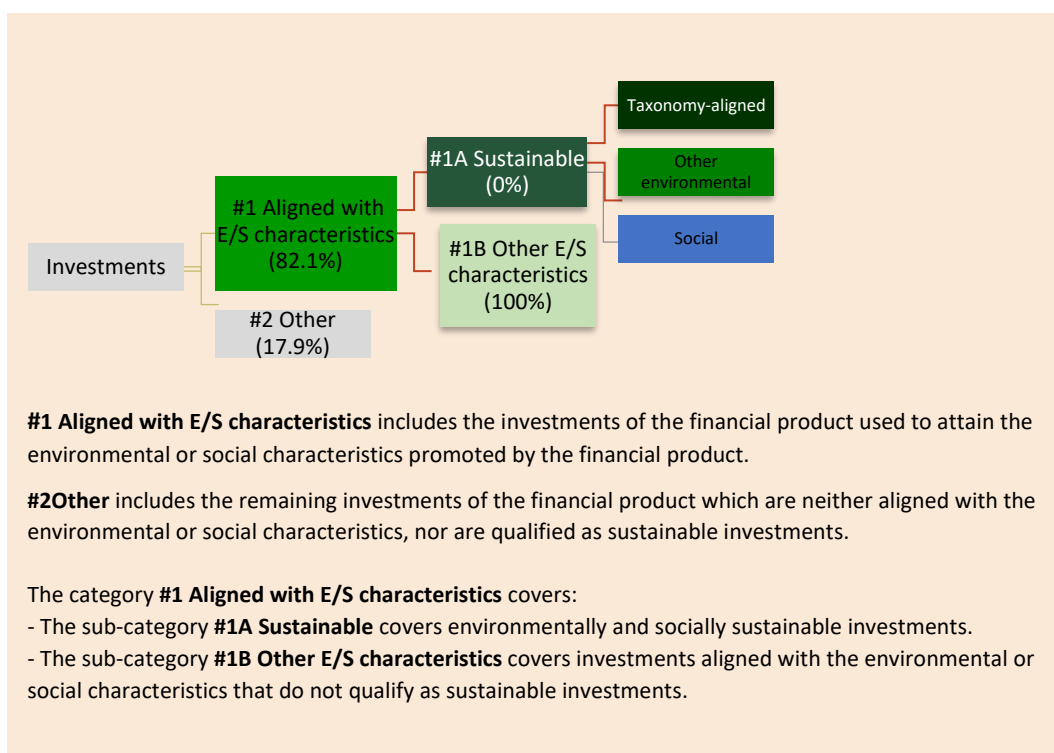 Taxonomy-aligned
#1A Sustainable
(0%)
Other
environmental
#1 Aligned with
E/S characteristics
(82.1%)
Social
#1B Other E/S
characteristics
(100%)
Investments
#2 Other
(17.9%)
#1 Aligned with E/S characteristics includes the investments of the financial product used to attain the
environmental or social characteristics promoted by the financial product.
#2Other includes the remaining investments of the financial product which are neither aligned with the
environmental or social characteristics, nor are qualified as sustainable investments.
The category #1 Aligned with E/S characteristics covers:
- The sub-category #1A Sustainable covers environmentally and socially sustainable investments.
- The sub-category #1B Other E/S characteristics covers investments aligned with the environmental or
social characteristics that do not qualify as sustainable investments.